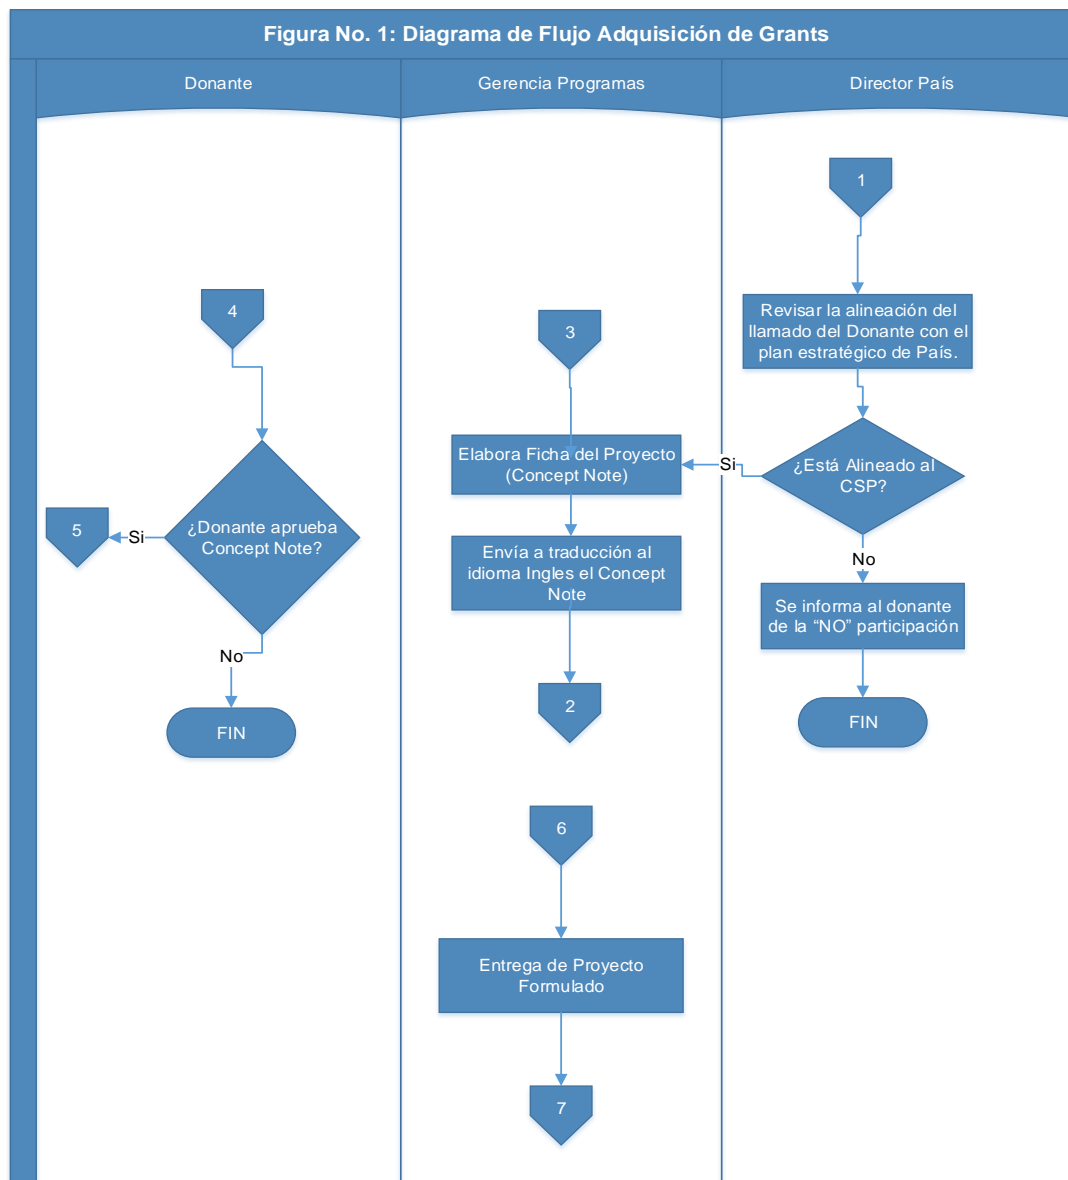 Figura No. 1: Diagrama de Flujo Adquisición de Grants
Donante
Gerencia Programas
Director País
1
Revisar la alineación del
llamado del Donante con el
plan estratégico de País.
¿Está Alineado al
CSP?
Si
No
Se informa al donante
de la “NO” participación
FIN
3
Elabora Ficha del Proyecto
(Concept Note)
Envía a traducción al
idioma Ingles el Concept
Note
2
4
¿Donante aprueba
Concept Note?
Si
5
No
FIN
6
Entrega de Proyecto
Formulado
7